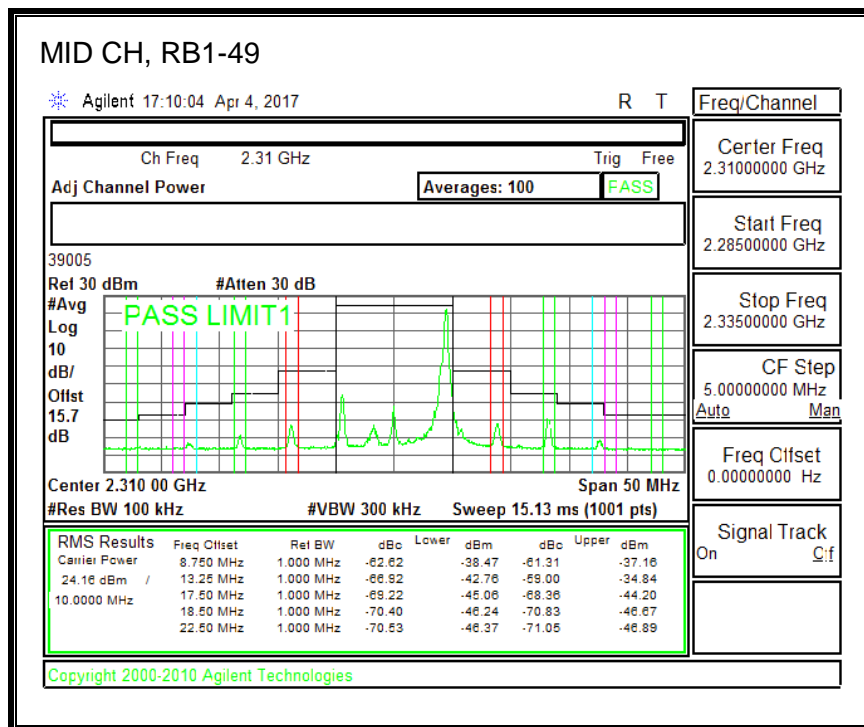 MID CH, RB1-49
Agilent 17:10:04 Apr 4, 2017 R T
Freq/Channel
Ch Freq 2.31 GHz Trig Free
Adj Channel Power Averages: 100 PASS
Center Freq
2.31000000 GHz
Start Freq
2.28500000 GHz
Stop Freq
2.33500000 GHz
CF Step
5.00000000 MHz
Auto Man
Freq Offset
0.00000000 Hz
Signal Track
On Off
39005
Ref 30 dBm #Atten 30 dB
#Avg
Log
10
dB/
Offst
15.7
dB
PASS LIMIT1
Center 2.310 00 GHz Span 50 MHz
#Res BW 100 kHz #VBW 300 kHz Sweep 15.13 ms (1001 pts)
RMS Results Freq Offset Ref BW dBc Lower dBm dBc Upper dBm
Carrier Power 8.750 MHz 1.000 MHz -62.62 -38.47 -61.31 -37.16
24.16 dBm / 13.25 MHz 1.000 MHz -66.92 -42.76 -59.00 -34.84
10.0000 MHz 17.50 MHz 1.000 MHz -69.22 -45.06 -68.36 -44.20
18.50 MHz 1.000 MHz -70.40 -46.24 -70.83 -46.67
22.50 MHz 1.000 MHz -70.53 -46.37 -71.05 -46.89
Copyright 2000-2010 Agilent Technologies